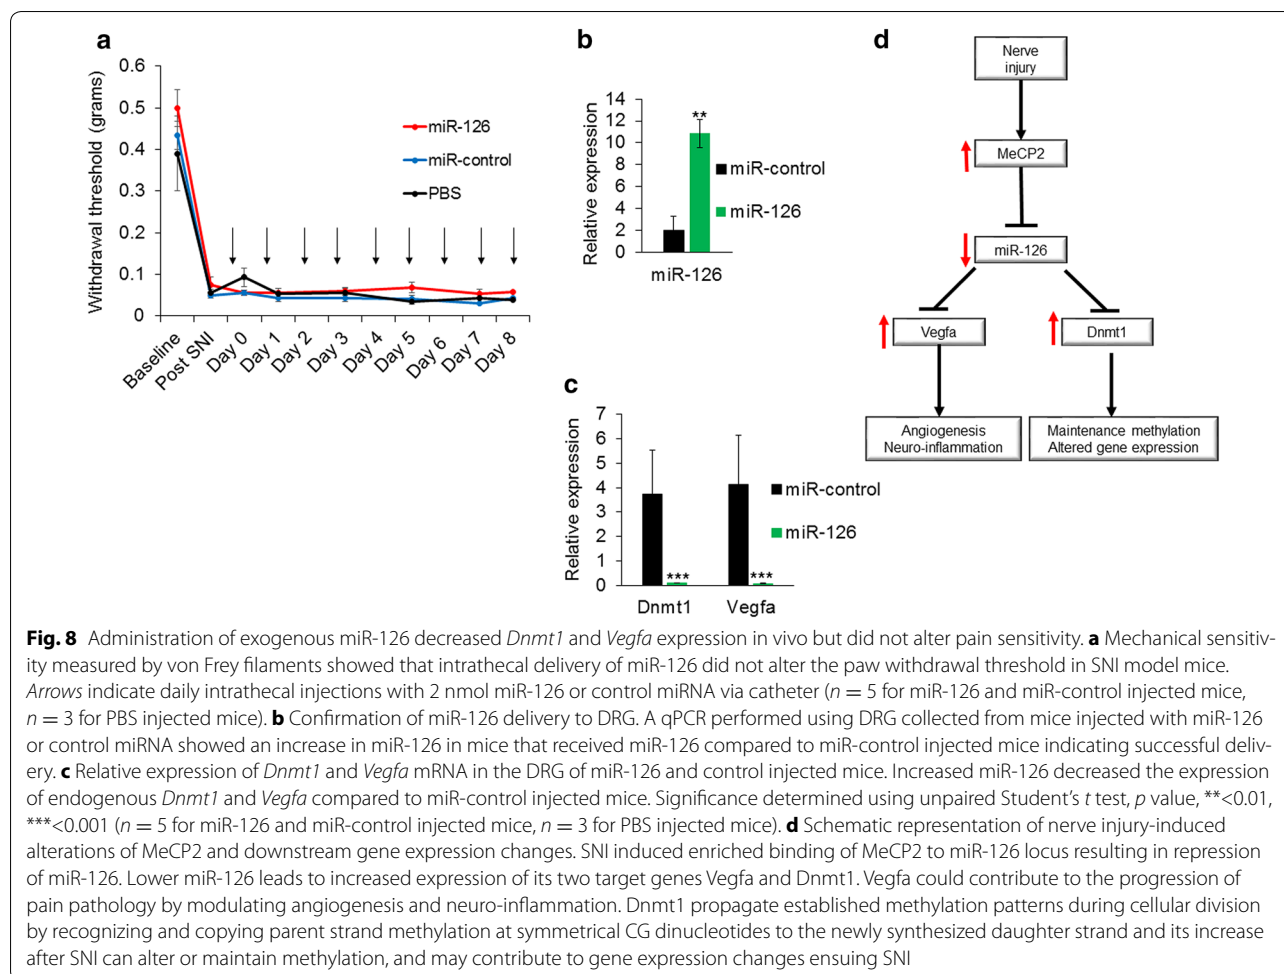 a
Withdrawal threshold (grams)
0.6
0.5
0.4
0.3
0.2
0.1
0
miR-126
miR-control
PBS
Baseline
Post SNI
Day 0
Day 1
Day 2
Day 3
Day 4
Day 5
Day 6
Day 7
Day 8
b
Relative expression
14
12
10
8
6
4
2
0
**
miR-control
miR-126
miR-126
c
Relative expression
7
6
5
4
3
2
1
0
***
***
miR-control
miR-126
Dnmt1
Vegfa
d
Nerve
injury
MeCP2
miR-126
Vegfa
Dnmt1
Angiogenesis
Neuro-inflammation
Maintenance methylation
Altered gene expression
Fig. 8 Administration of exogenous miR-126 decreased Dnmt1 and Vegfa expression in vivo but did not alter pain sensitivity. a Mechanical sensitiv-
ity measured by von Frey filaments showed that intrathecal delivery of miR-126 did not alter the paw withdrawal threshold in SNI model mice.
Arrows indicate daily intrathecal injections with 2 nmol miR-126 or control miRNA via catheter (n = 5 for miR-126 and miR-control injected mice,
n = 3 for PBS injected mice). b Confirmation of miR-126 delivery to DRG. A qPCR performed using DRG collected from mice injected with miR-126
or control miRNA showed an increase in miR-126 in mice that received miR-126 compared to miR-control injected mice indicating successful deliv-
ery. c Relative expression of Dnmt1 and Vegfa mRNA in the DRG of miR-126 and control injected mice. Increased miR-126 decreased the expression
of endogenous Dnmt1 and Vegfa compared to miR-control injected mice. Significance determined using unpaired Student's t test, p value, **<0.01,
***<0.001 (n = 5 for miR-126 and miR-control injected mice, n = 3 for PBS injected mice). d Schematic representation of nerve injury-induced
alterations of MeCP2 and downstream gene expression changes. SNI induced enriched binding of MeCP2 to miR-126 locus resulting in repression
of miR-126. Lower miR-126 leads to increased expression of its two target genes Vegfa and Dnmt1. Vegfa could contribute to the progression of
pain pathology by modulating angiogenesis and neuro-inflammation. Dnmt1 propagate established methylation patterns during cellular division
by recognizing and copying parent strand methylation at symmetrical CG dinucleotides to the newly synthesized daughter strand and its increase
after SNI can alter or maintain methylation, and may contribute to gene expression changes ensuing SNI